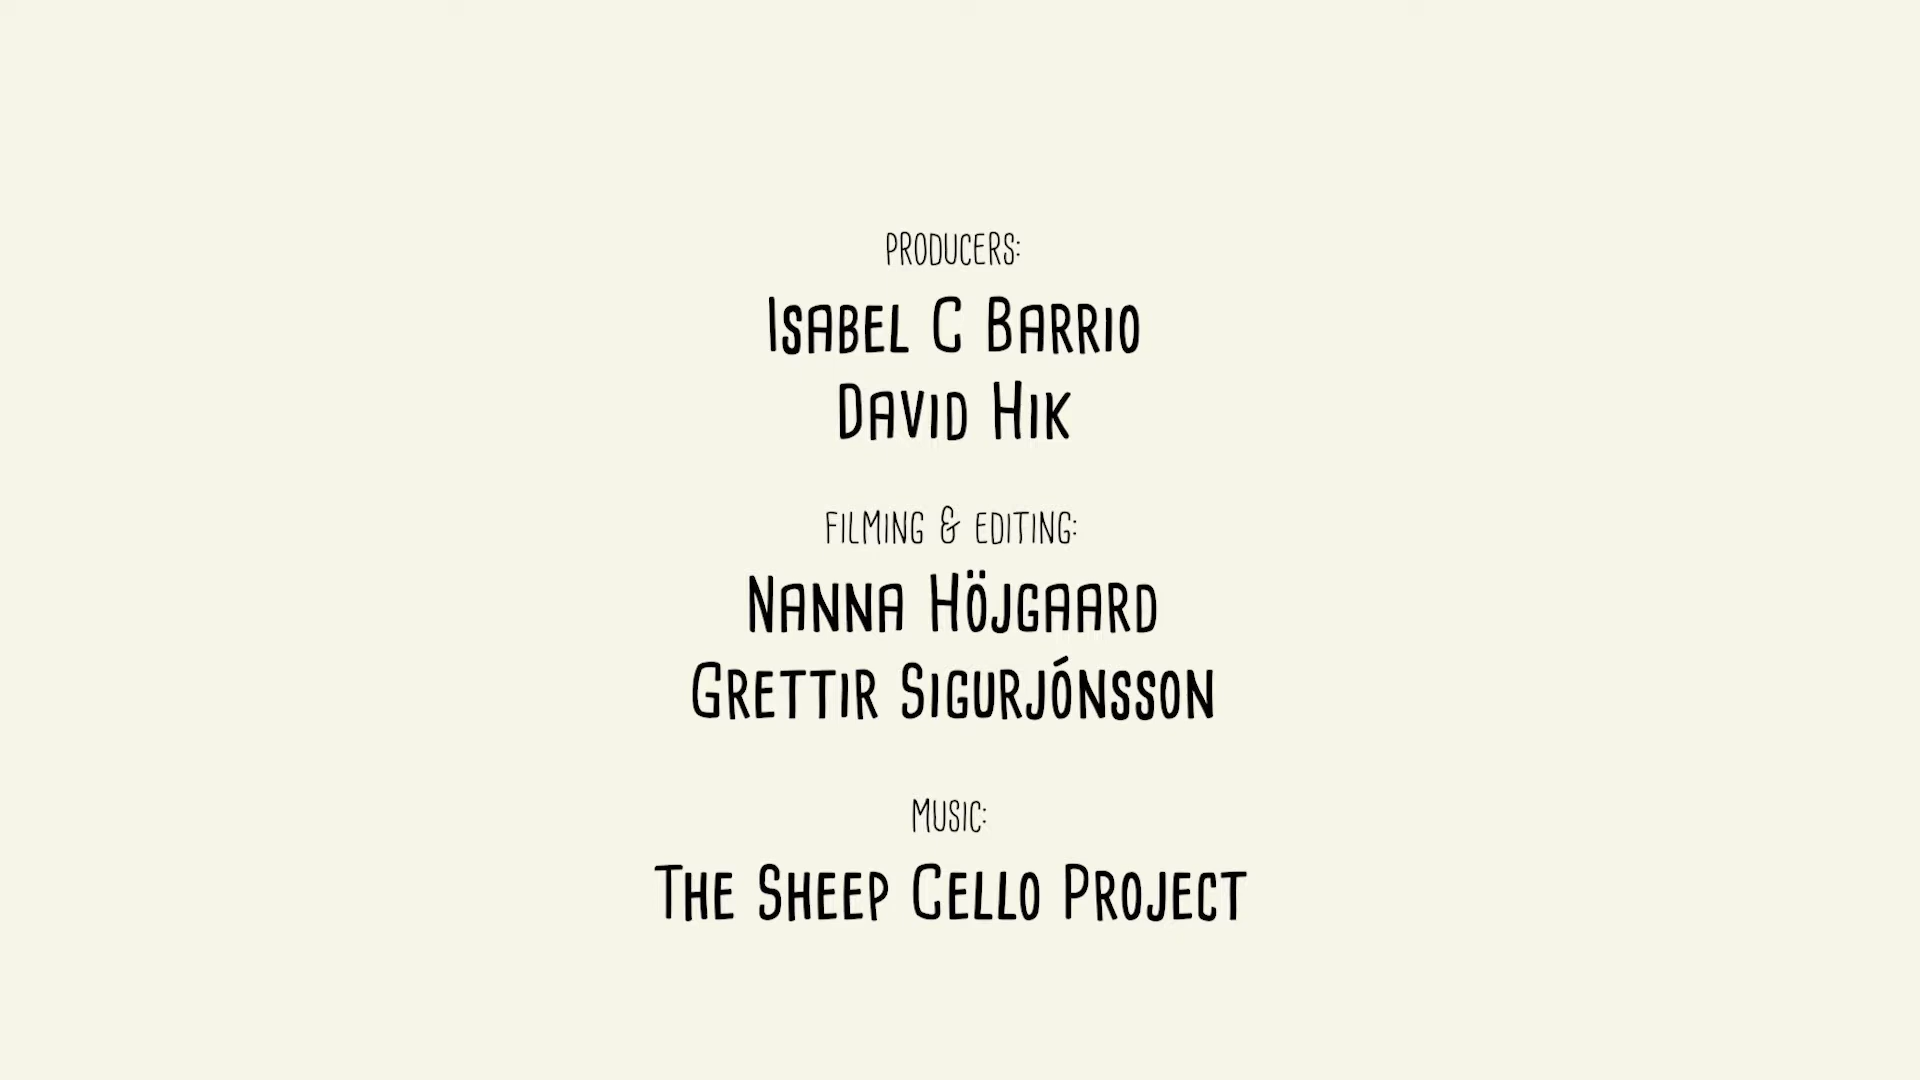 PRODUCERS:
ISABEL C BARRIO
DAVID HIK
FILMING & EDITING:
NANNA HÖJGAARD
GRETTIR SIGURJÓNSSON
MUSIC:
THE SHEEP CELLO PROJECT